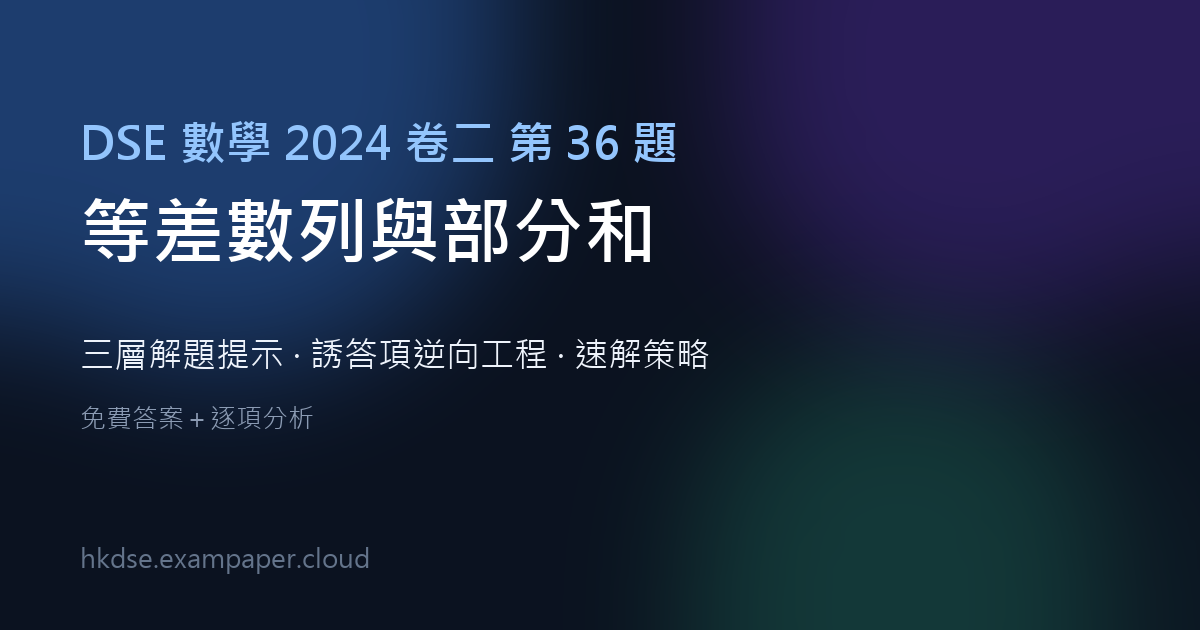 DSE 數學 2024 卷二 第 36 題
等差數列與部分和
三層解題提示 · 誘答項逆向工程 · 速解策略
免費答案 + 逐項分析
hkdse.exampaper.cloud